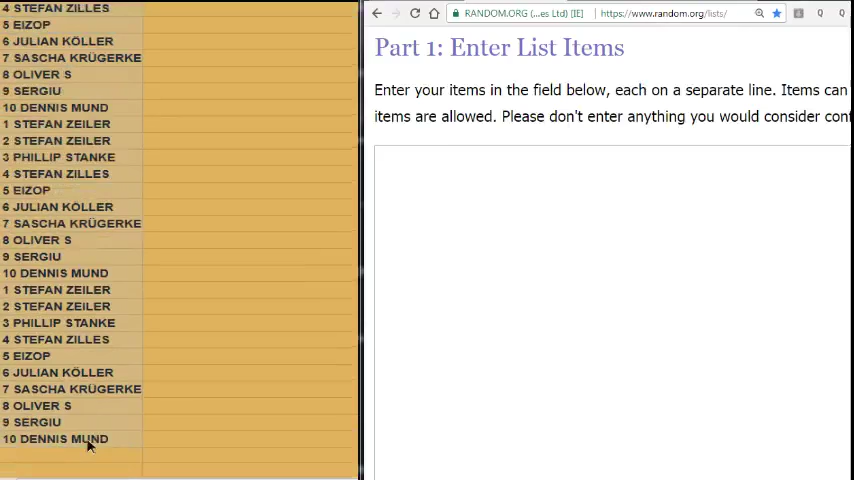 4 STEFAN ZILLES
5 EIZOP
6 JULIAN KÖLLER
7 SASCHA KRÜGERKE
8 OLIVER S
9 SERGIU
10 DENNIS MUND
1 STEFAN ZEILER
2 STEFAN ZEILER
3 PHILLIP STANKE
4 STEFAN ZILLES
5 EIZOP
6 JULIAN KÖLLER
7 SASCHA KRÜGERKE
8 OLIVER S
9 SERGIU
10 DENNIS MUND
1 STEFAN ZEILER
2 STEFAN ZEILER
3 PHILLIP STANKE
4 STEFAN ZILLES
5 EIZOP
6 JULIAN KÖLLER
7 SASCHA KRÜGERKE
8 OLIVER S
9 SERGIU
10 DENNIS MUND
RANDOM.ORG (...es Ltd) [IE] https://www.random.org/lists/
Part 1: Enter List Items
Enter your items in the field below, each on a separate line. Items can
items are allowed. Please don't enter anything you would consider conf